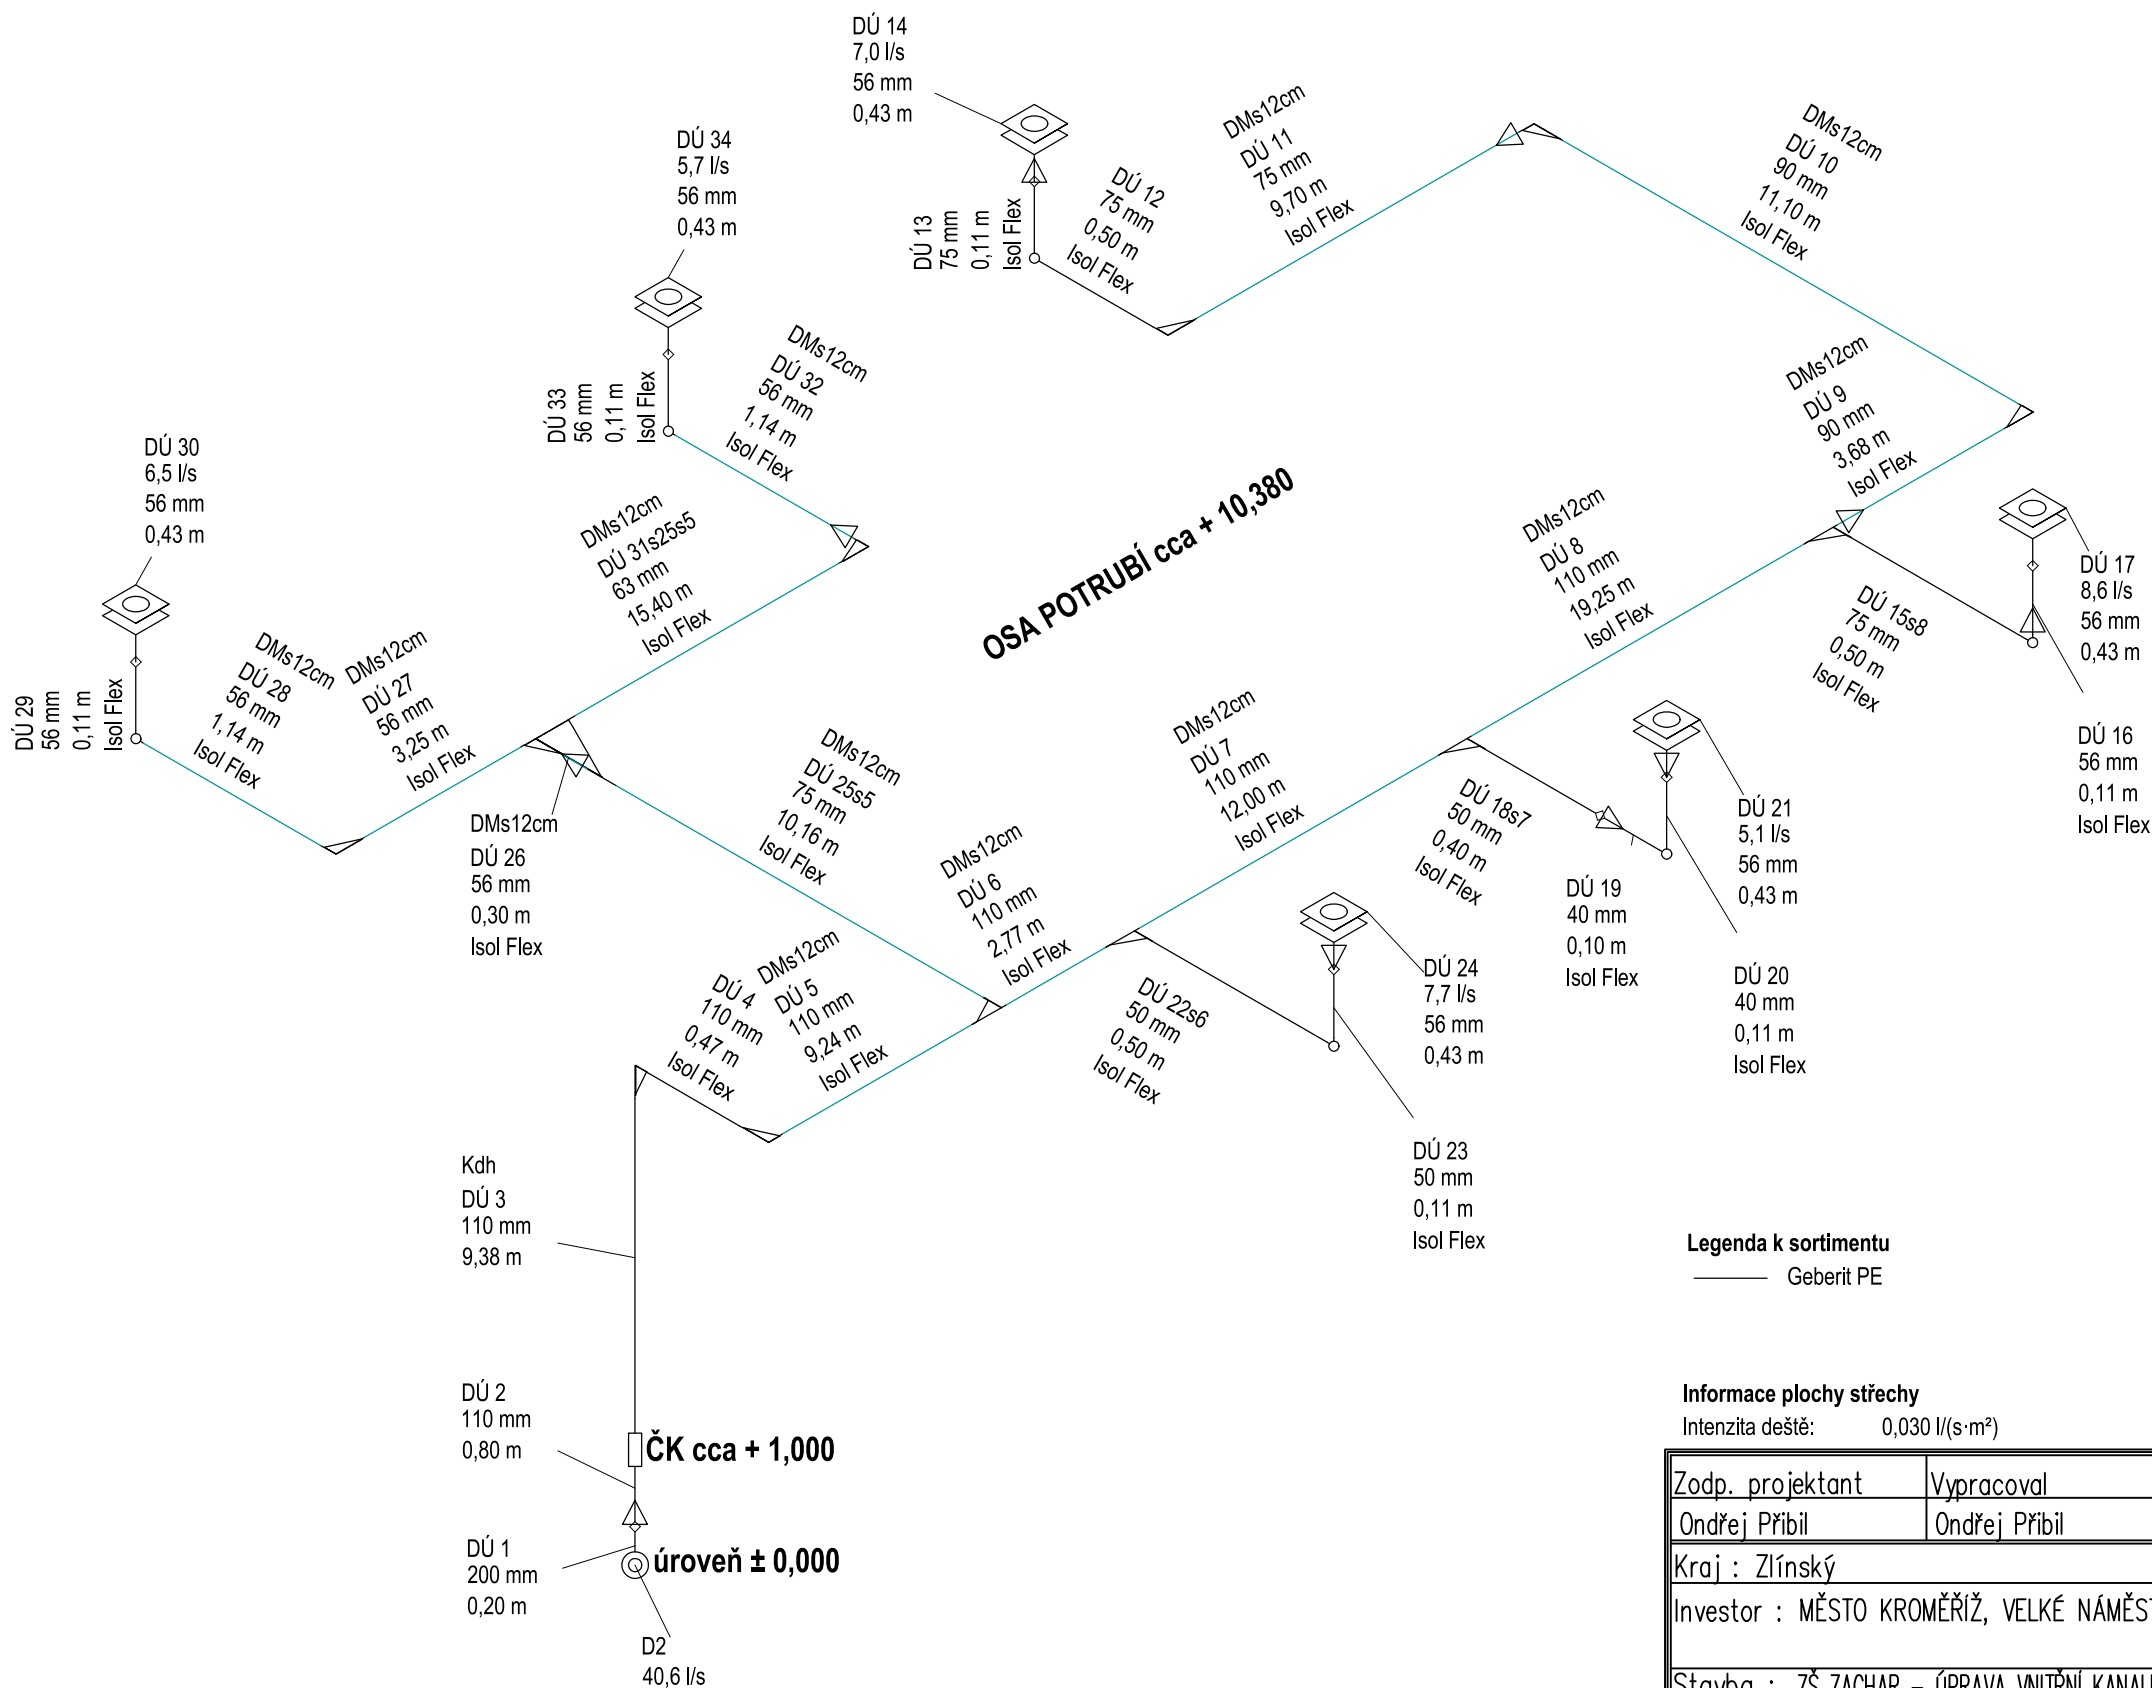 DÚ 14
7,0 l/s
56 mm
0,43 m
DÚ 34
5,7 l/s
56 mm
0,43 m
DÚ 13
75 mm
0,11 m
Isol Flex
DÚ 12
75 mm
0,50 m
Isol Flex
DMs12cm
DÚ 11
75 mm
9,70 m
Isol Flex
DMs12cm
DÚ 10
90 mm
11,10 m
Isol Flex
DÚ 33
56 mm
0,11 m
Isol Flex
DMs12cm
DÚ 32
56 mm
1,14 m
Isol Flex
DMs12cm
DÚ 9
90 mm
3,68 m
Isol Flex
DÚ 30
6,5 l/s
56 mm
0,43 m
DMs12cm
DÚ 31s25s5
63 mm
15,40 m
Isol Flex
OSA POTRUBÍ cca + 10,380
DMs12cm
DÚ 8
110 mm
19,25 m
Isol Flex
DÚ 17
8,6 l/s
56 mm
0,43 m
DÚ 15s8
75 mm
0,50 m
Isol Flex
DÚ 16
56 mm
0,11 m
Isol Flex
DÚ 29
56 mm
0,11 m
Isol Flex
DMs12cm
DÚ 28
56 mm
1,14 m
Isol Flex
DMs12cm
DÚ 27
56 mm
3,25 m
Isol Flex
DMs12cm
DÚ 26
56 mm
0,30 m
Isol Flex
DMs12cm
DÚ 25s5
75 mm
10,16 m
Isol Flex
DMs12cm
DÚ 7
110 mm
12,00 m
Isol Flex
DMs12cm
DÚ 6
110 mm
2,77 m
Isol Flex
DÚ 18s7
50 mm
0,40 m
Isol Flex
DÚ 19
40 mm
0,10 m
Isol Flex
DÚ 21
5,1 l/s
56 mm
0,43 m
DÚ 20
40 mm
0,11 m
Isol Flex
DÚ 4
110 mm
0,47 m
Isol Flex
DMs12cm
DÚ 5
110 mm
9,24 m
Isol Flex
DÚ 22s6
50 mm
0,50 m
Isol Flex
DÚ 24
7,7 l/s
56 mm
0,43 m
DÚ 23
50 mm
0,11 m
Isol Flex
Kdh
DÚ 3
110 mm
9,38 m
DÚ 2
110 mm
0,80 m
ČK cca + 1,000
DÚ 1
200 mm
0,20 m
úroveň ± 0,000
D2
40,6 l/s
Legenda k sortimentu
Geberit PE
Informace plochy střechy
Intenzita deště: 0,030 l/(s·m²)
Zodp. projektant Vypracoval
Ondřej Přibil Ondřej Přibil
Kraj : Zlínský
Investor : MĚSTO KROMĚŘÍŽ, VELKÉ
Stavba : ZŠ ZACHAR - ÚPRAVA VNITŘNÍ